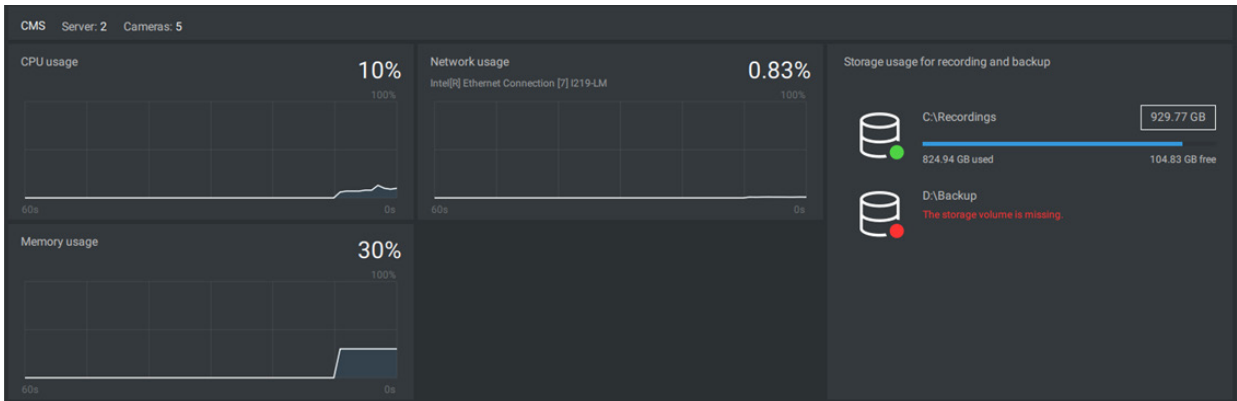 CMS Server: 2 Cameras: 5
CPU usage
10%
100%
60s 0s
Network usage
Intel[R] Ethernet Connection [7] I219-LM
0.83%
100%
60s 0s
Storage usage for recording and backup
C:\Recordings 929.77 GB
824.94 GB used 104.83 GB free
D:\Backup
The storage volume is missing.
Memory usage
30%
100%
60s 0s